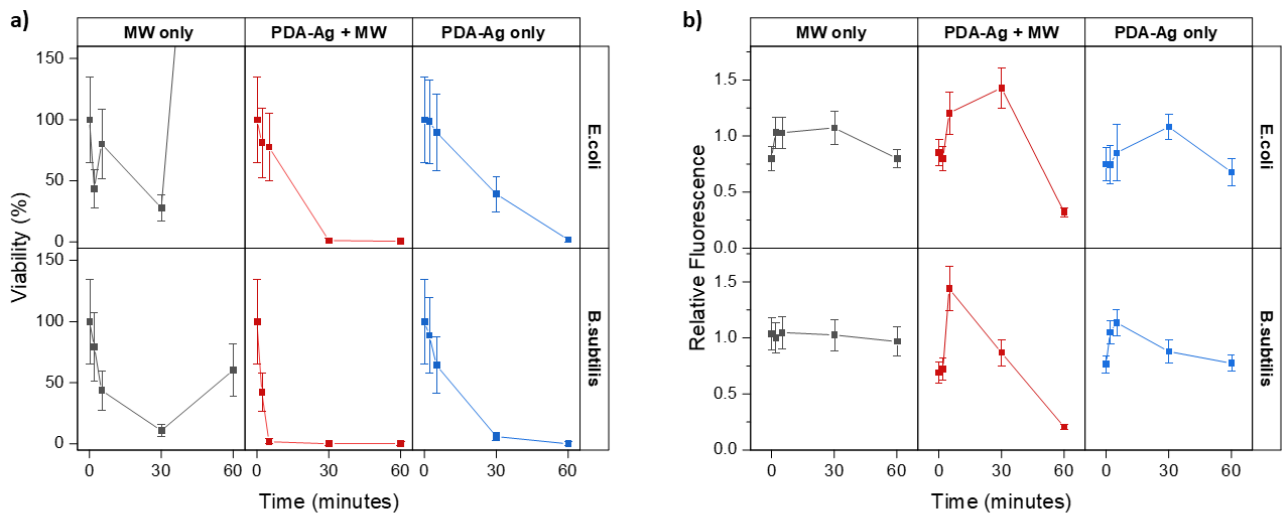 a)
MW only
PDA-Ag + MW
PDA-Ag only
150
100
50
0
E.coli
150
100
50
0
B.subtilis
Viability (%)
0 30 60 0 30 60 0 30 60
Time (minutes)
b)
MW only
PDA-Ag + MW
PDA-Ag only
1.5
1.0
0.5
0.0
E.coli
1.5
1.0
0.5
0.0
B.subtilis
Relative Fluorescence
0 30 60 0 30 60 0 30 60
Time (minutes)